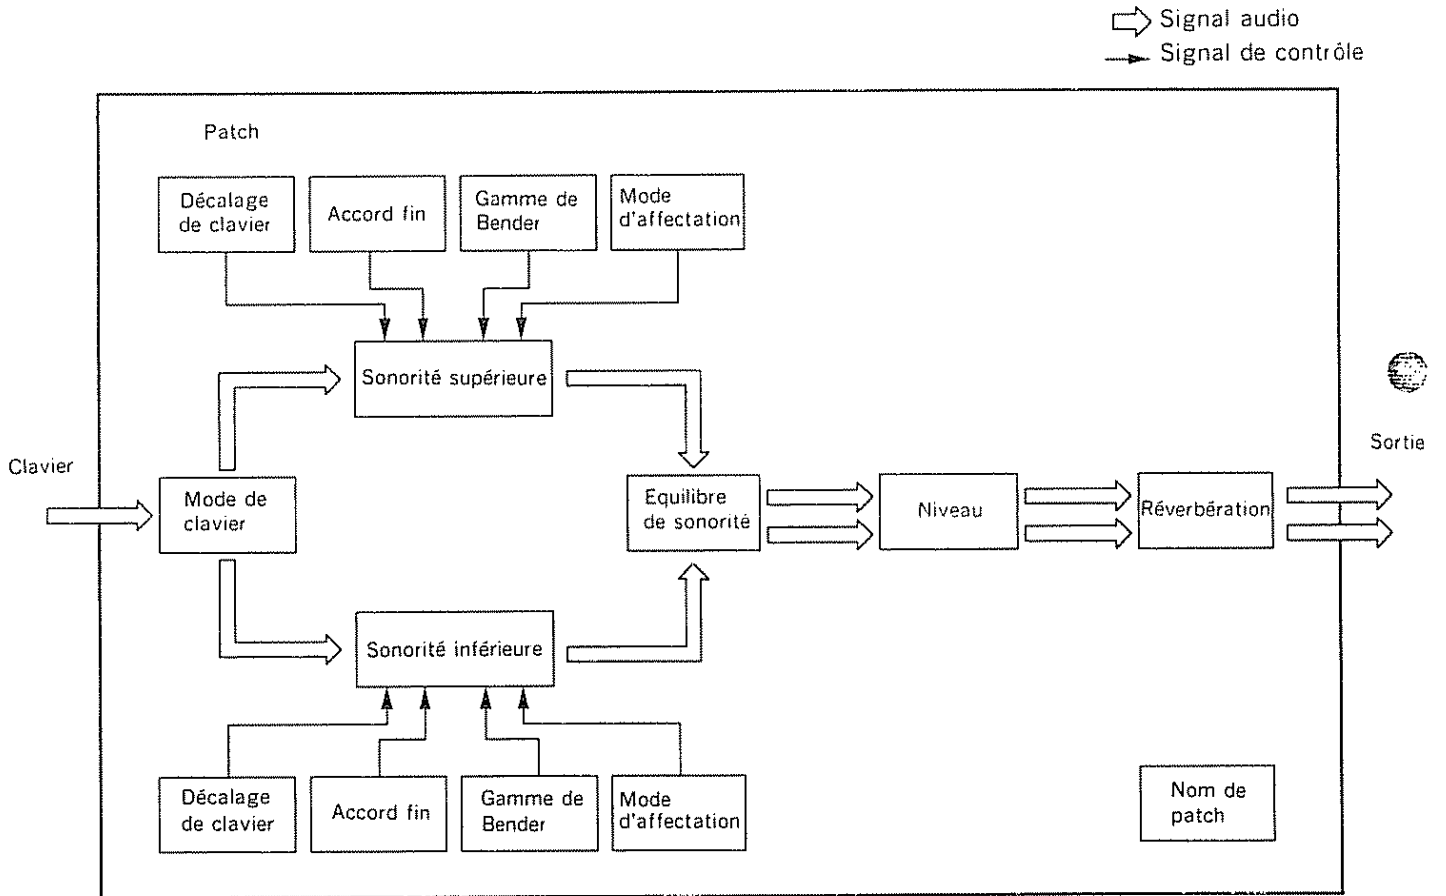 Signal audio
Signal de contrôle
Patch
Décalage
de clavier
Accord fin
Gamme de
Bender
Mode
d'affectation
Sonorité supérieure
Clavier
Mode de
clavier
Equilibre
de sonorité
Niveau
Réverbération
Sortie
Sonorité inférieure
Décalage
de clavier
Accord fin
Gamme de
Bender
Mode
d'affectation
Nom de
patch